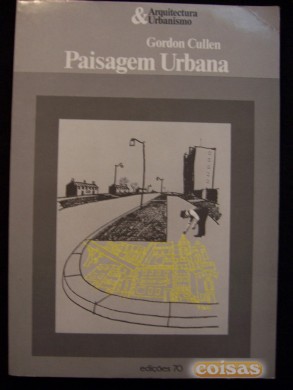 & Arquitectura
Urbanismo
Gordon Cullen
Paisagem Urbana
edições 70
coisas